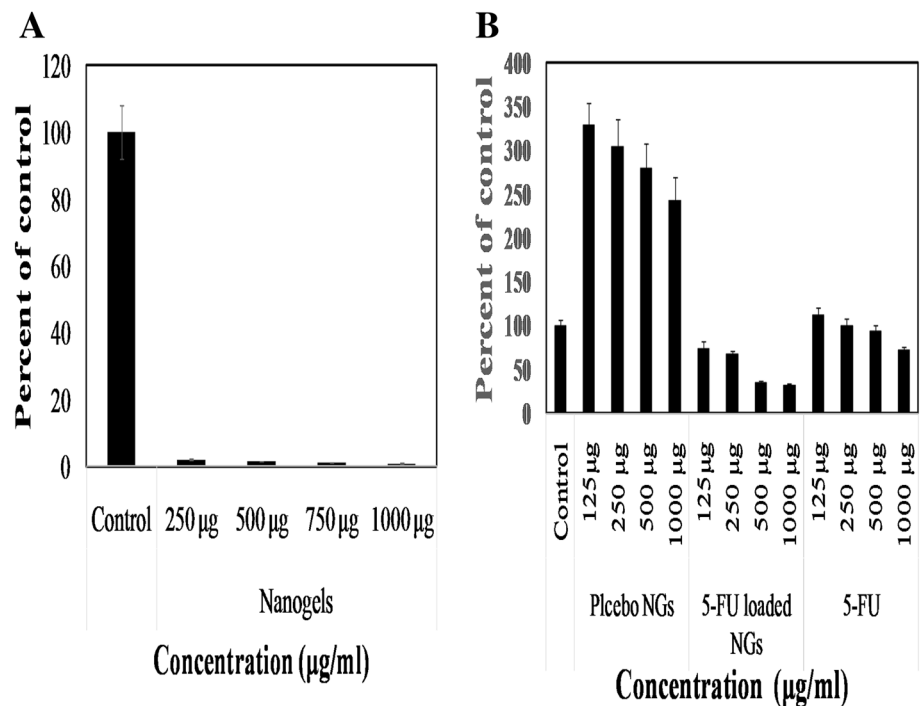 A
Percent of control
120
100
80
60
40
20
0
Control 250 µg 500 µg 750 µg 1000 µg
Nanogels
Concentration (µg/ml)
B
Percent of control
400
350
300
250
200
150
100
50
0
Control 125 µg 250 µg 500 µg 1000 µg 125 µg 250 µg 500 µg 1000 µg 125 µg 250 µg 500 µg 1000 µg
Plcebo NGs 5-FU loaded 5-FU
NGs
Concentration (µg/ml)